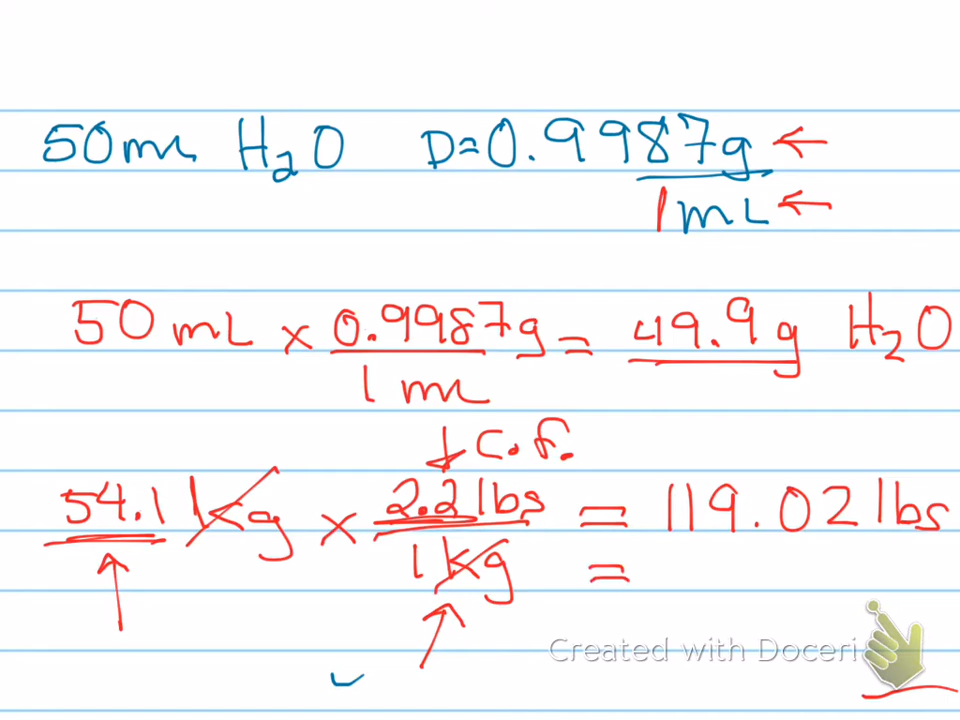 50mL H₂O D=0.9987g ←
1mL ←
50 mL × 0.9987g = 49.9g H₂O
1 mL
↓ C.f.
54.1 kg × 2.2 lbs = 119.02 lbs
1 kg =
Created with Doceri